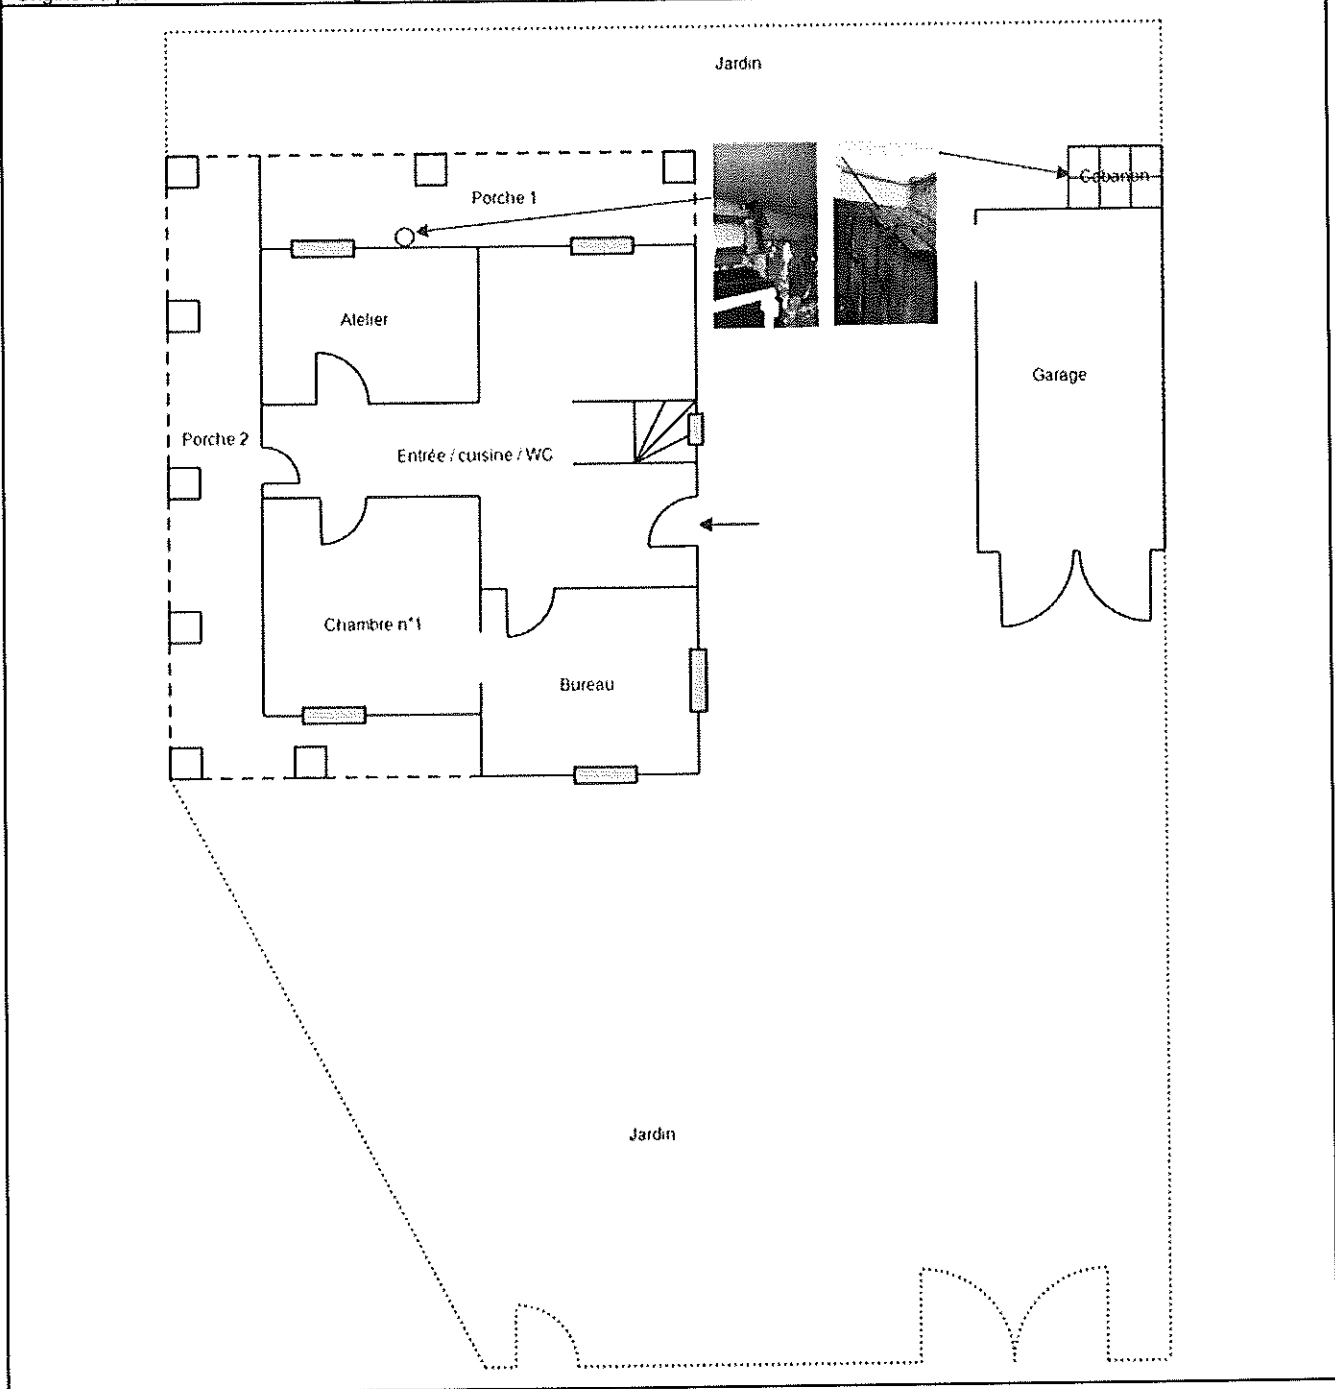 Jardin
Porche 1
Cabanon
Atelier
Garage
Porche 2
Entrée / cuisine / WC
Chambre n°1
Bureau
Jardin